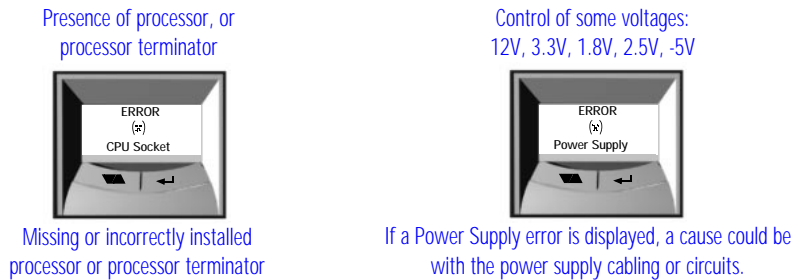 Presence of processor, or
processor terminator
ERROR
CPU Socket
Missing or incorrectly installed
processor or processor terminator
Control of some voltages:
12V, 3.3V, 1.8V, 2.5V, -5V
ERROR
Power Supply
If a Power Supply error is displayed, a cause could be
with the power supply cabling or circuits.